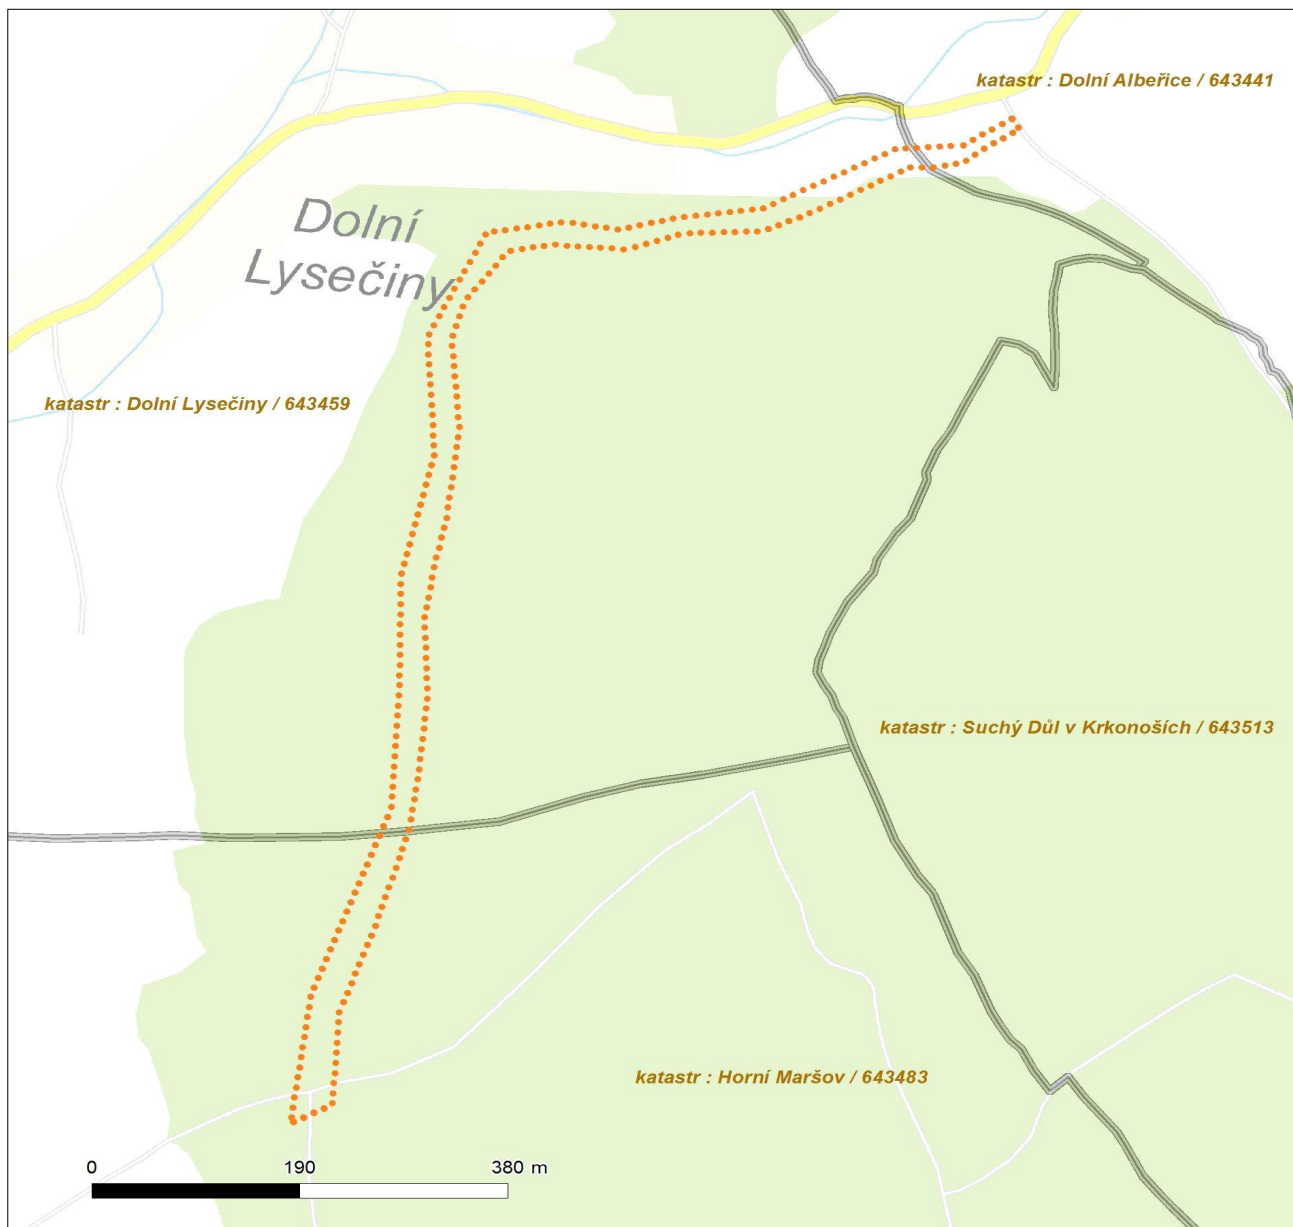 katastr : Dolní Albeřice / 643441
Dolní
Lysečiny
katastr : Dolní Lysečiny / 643459
katastr : Suchý Důl v Krkonoších / 643513
katastr : Horní Maršov / 643483
0 190 380 m